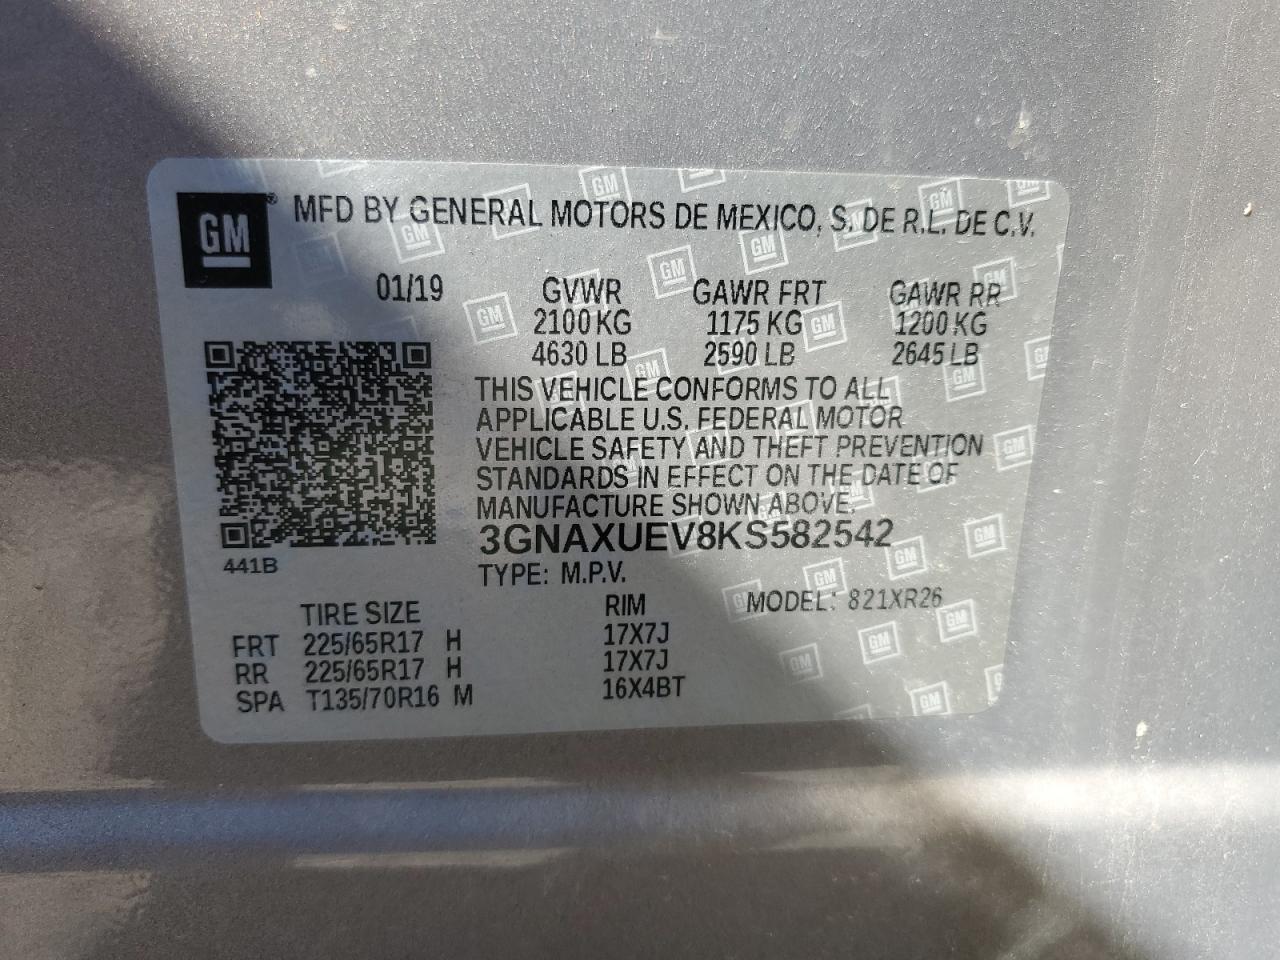 GM® MFD BY GENERAL MOTORS DE MEXICO, S. DE R.L. DE C.V.
01/19 GVWR GAWR FRT GAWR RR
2100 KG 1175 KG 1200 KG
4630 LB 2590 LB 2645 LB
THIS VEHICLE CONFORMS TO ALL
APPLICABLE U.S. FEDERAL MOTOR
VEHICLE SAFETY AND THEFT PREVENTION
STANDARDS IN EFFECT ON THE DATE OF
MANUFACTURE SHOWN ABOVE.
3GNAXUEV8KS582542
441B
TYPE: M.P.V.
TIRE SIZE RIM MODEL: 821XR26
FRT 225/65R17 H 17X7J
RR 225/65R17 H 17X7J
SPA T135/70R16 M 16X4BT